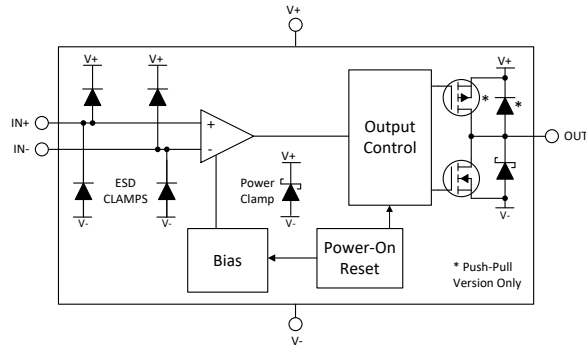 V+
V+
V+
V+
*
*
IN+
IN-
+
-
Output
Control
OUT
ESD
CLAMPS
V+
Power
Clamp
V-
V-
V-
V-
Bias
Power-On
Reset
* Push-Pull
Version Only
V-